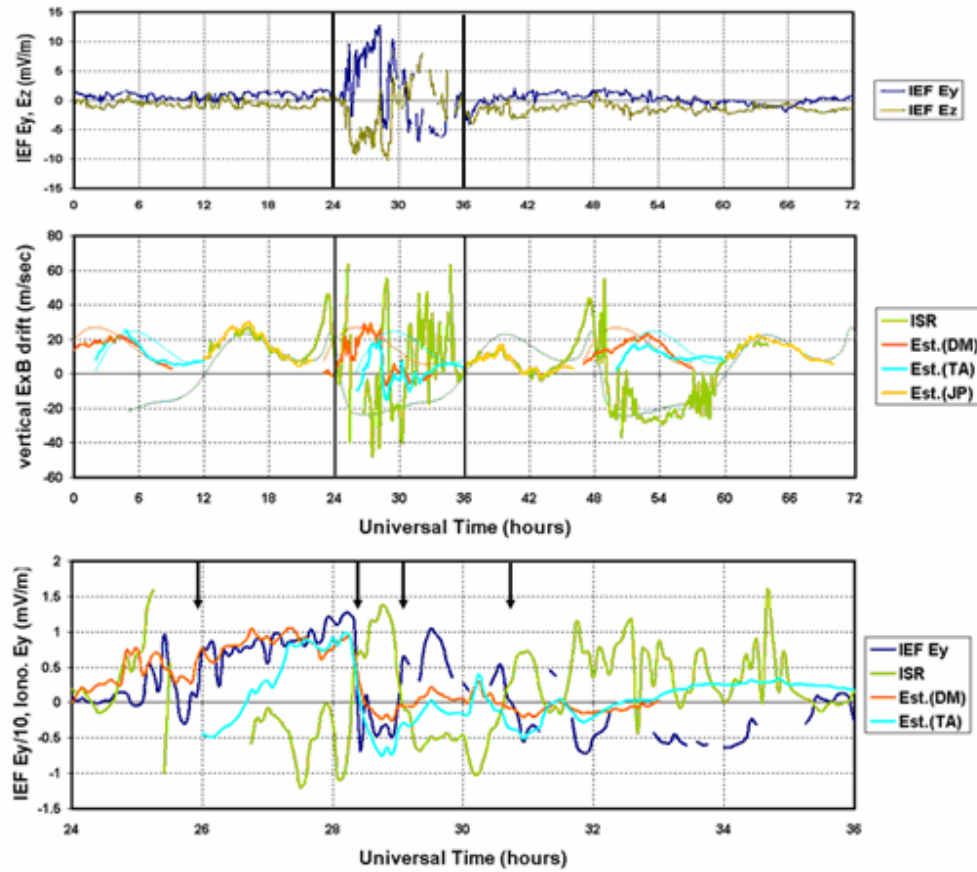 IEF Ey, Ez (mV/m)
15
10
5
0
-5
-10
-15
0 6 12 18 24 30 36 42 48 54 60 66 72
IEF Ey
IEF Ez
vertical ExB drift (m/sec)
80
60
40
20
0
-20
-40
-60
0 6 12 18 24 30 36 42 48 54 60 66 72
Universal Time (hours)
ISR
Est.(DM)
Est.(TA)
Est.(JP)
IEF Ey/10, Iono. Ey (mV/m)
2
1.5
1
0.5
0
-0.5
-1
-1.5
24 26 28 30 32 34 36
Universal Time (hours)
IEF Ey
ISR
Est.(DM)
Est.(TA)